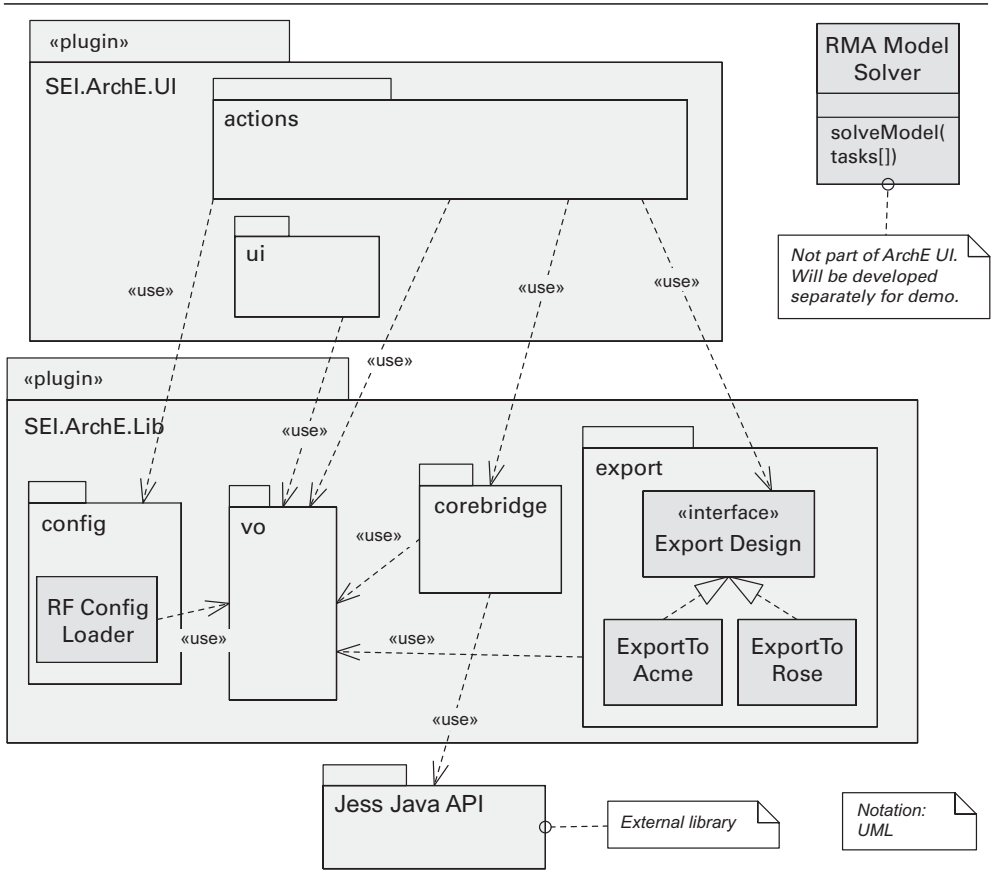 «plugin»
SEI.ArchE.UI
actions
ui
RMA Model
Solver
solveModel(
tasks[])
Not part of ArchE UI.
Will be developed
separately for demo.
«use»
«use»
«use»
«use»
«use»
«plugin»
SEI.ArchE.Lib
config
RF Config
Loader
«use»
vo
«use»
corebridge
«use»
«use»
export
«interface»
Export Design
ExportTo
Acme
ExportTo
Rose
Jess Java API
External library
Notation:
UML